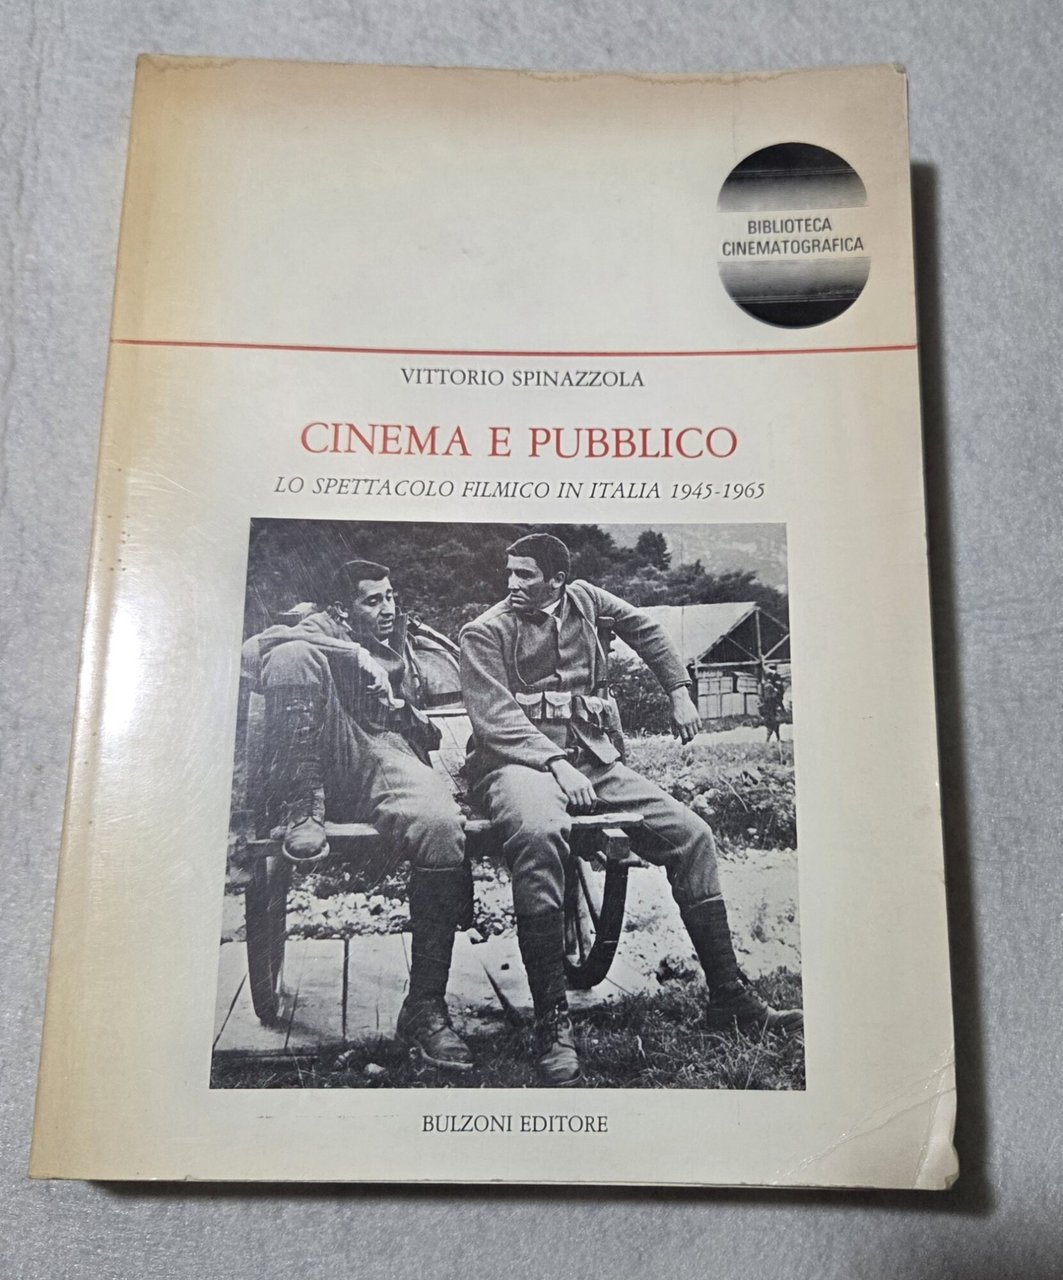 BIBLIOTECA
CINEMATOGRAFICA
VITTORIO SPINAZZOLA
CINEMA E PUBBLICO
LO SPETTACOLO FILMICO IN ITALIA 1945-1965
BULZONI EDITORE